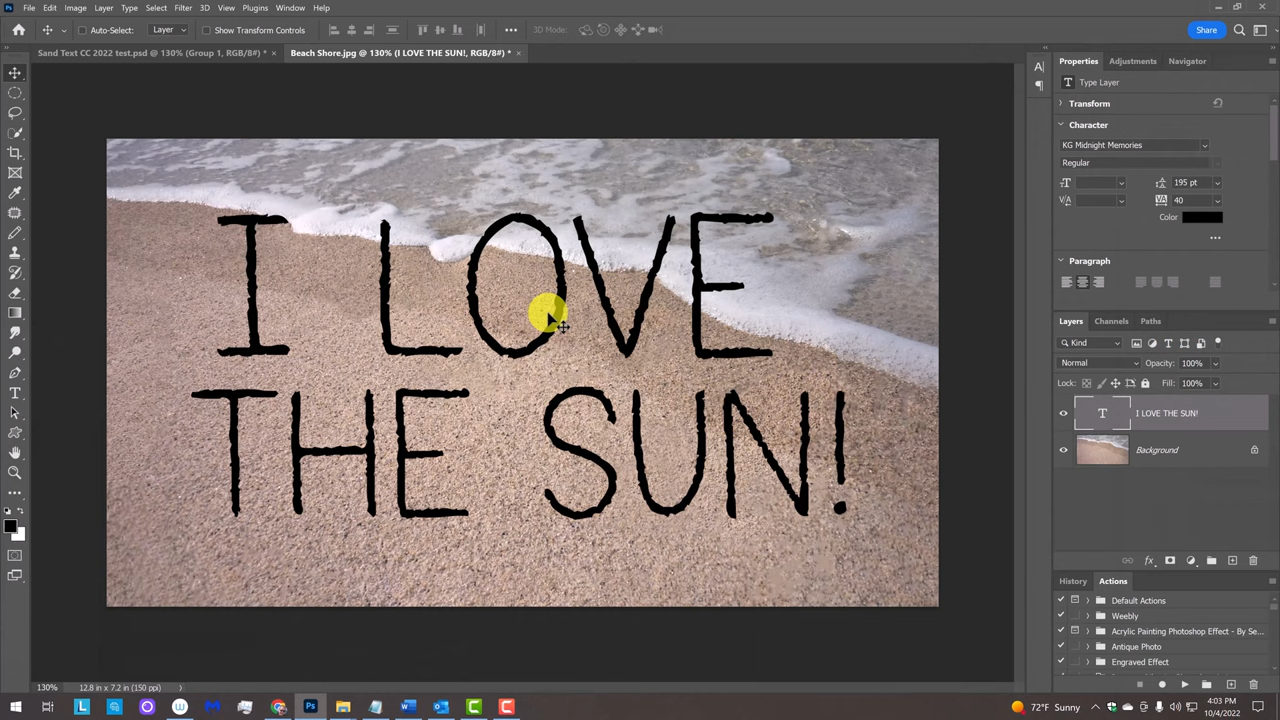 File Edit Image Layer Type Select Filter 3D View Plugins Window Help
Auto-Select: Layer Show Transform Controls 3D Mode: Share
Sand Text CC 2022 test.psd @ 130% (Group 1, RGB/8#) * × Beach Shore.jpg @ 130% (I LOVE THE SUN!, RGB/8#) * ×
Properties Adjustments Navigator
Type Layer
Transform
Character
KG Midnight Memories
Regular
195 pt
40
Color
Paragraph
Layers Channels Paths
Kind
Normal Opacity: 100%
Lock: Fill: 100%
I LOVE THE SUN!
Background
I LOVE
THE SUN!
History Actions
Default Actions
Weebly
Acrylic Painting Photoshop Effect - By Se...
Antique Photo
Engraved Effect
130% 12.8 in x 7.2 in (150 ppi)
72°F Sunny
4:03 PM
10/4/2022